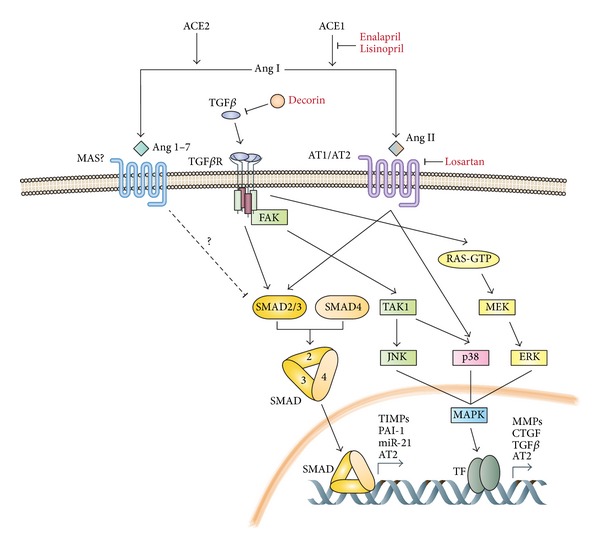 ACE2
ACE1
Enalapril
Lisinopril
Ang I
TGFβ
Decorin
MAS?
Ang 1–7
TGFβR
AT1/AT2
Ang II
Losartan
FAK
?
RAS-GTP
SMAD2/3
SMAD4
TAK1
MEK
JNK
p38
ERK
2
3
4
SMAD
MAPK
TIMPs
PAI-1
miR-21
AT2
MMPs
CTGF
TGFβ
AT2
SMAD
TF